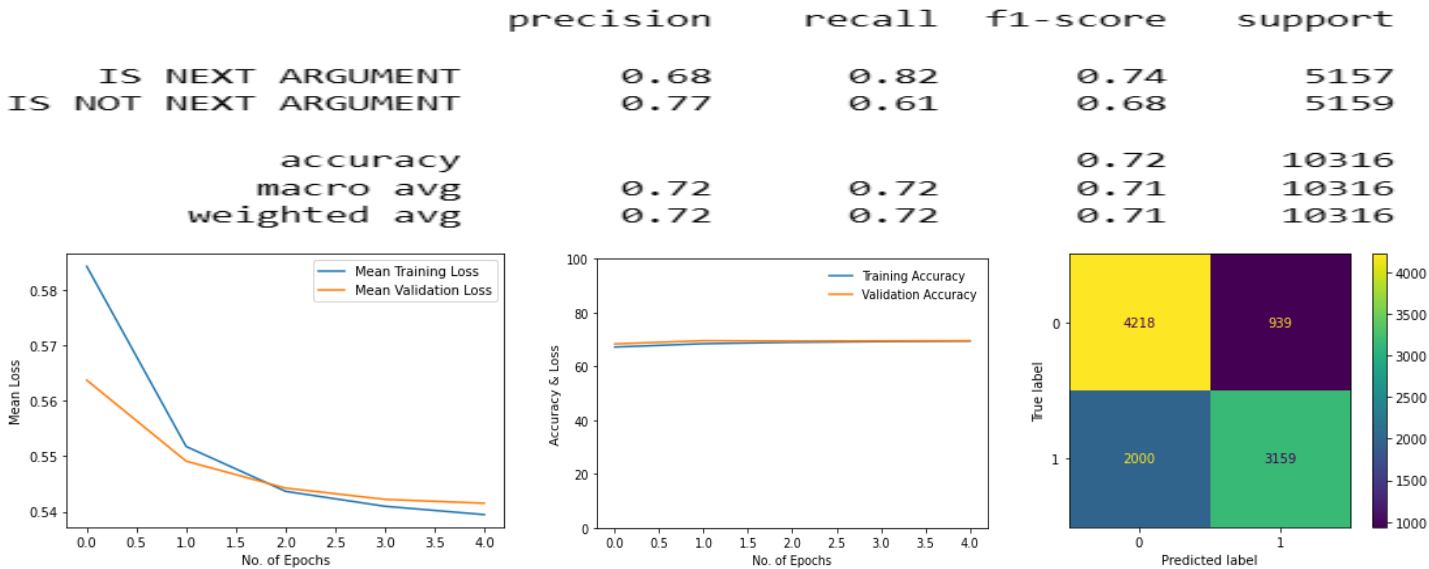 precision recall f1-score support
IS NEXT ARGUMENT 0.68 0.82 0.74 5157
IS NOT NEXT ARGUMENT 0.77 0.61 0.68 5159
accuracy 0.72 10316
macro avg 0.72 0.72 0.71 10316
weighted avg 0.72 0.72 0.71 10316
Mean Training Loss
Mean Validation Loss
0.58
0.57
0.56
0.55
0.54
Mean Loss
0.0 0.5 1.0 1.5 2.0 2.5 3.0 3.5 4.0
No. of Epochs
Training Accuracy
Validation Accuracy
100
80
60
40
20
0
Accuracy & Loss
0.0 0.5 1.0 1.5 2.0 2.5 3.0 3.5 4.0
No. of Epochs
0 4218 939
1 2000 3159
True label
0 1
Predicted label
4000
3500
3000
2500
2000
1500
1000